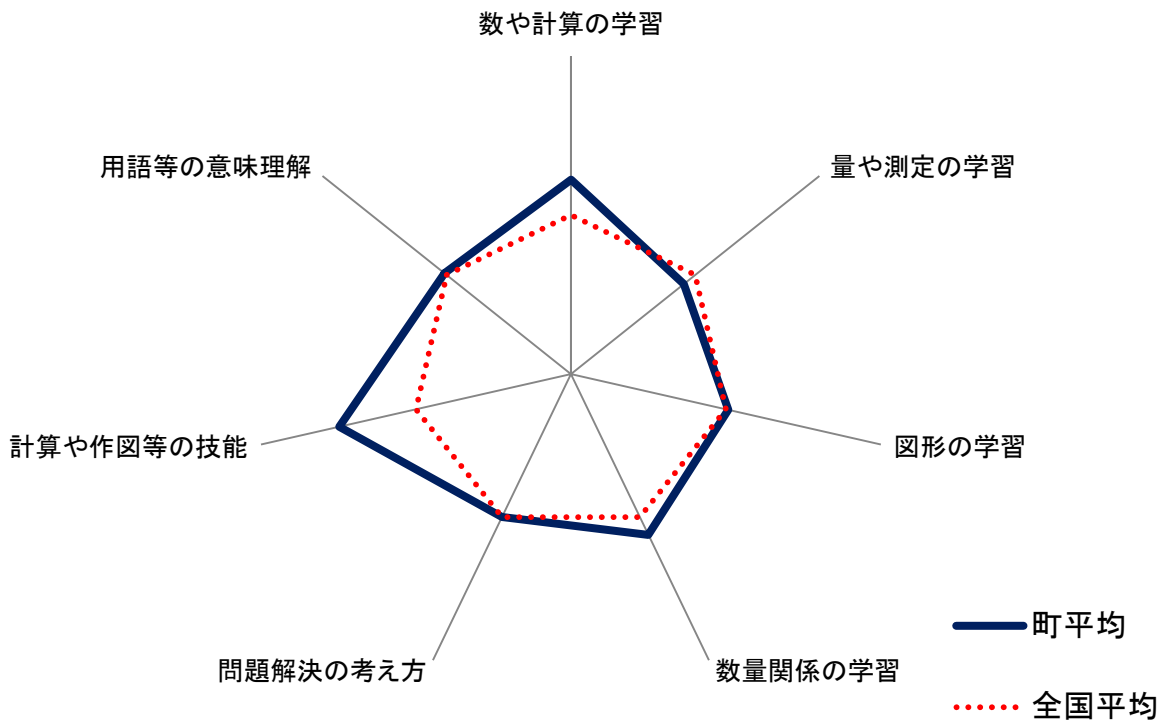 数や計算の学習
用語等の意味理解
量や測定の学習
計算や作図等の技能
図形の学習
問題解決の考え方
数量関係の学習
町平均
全国平均